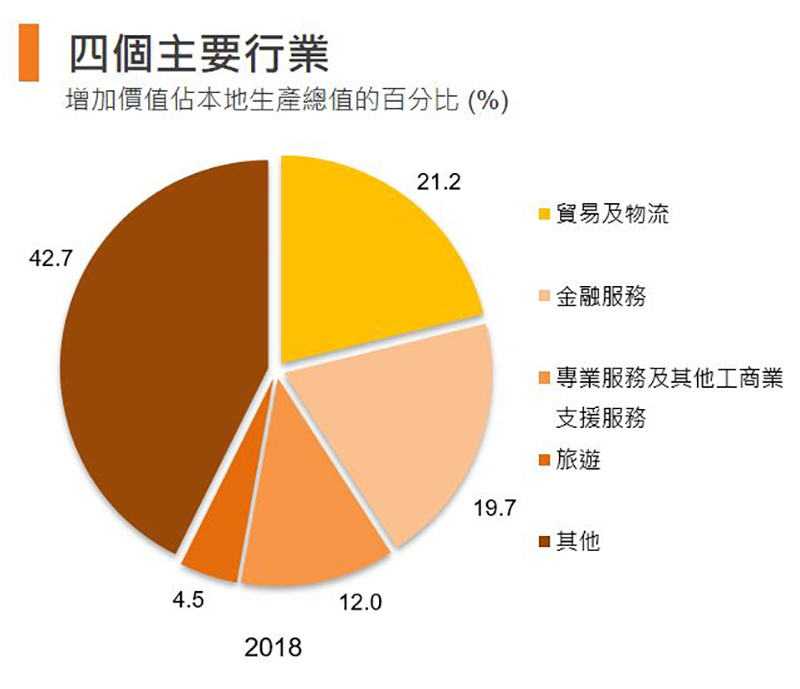 四個主要行業
增加價值佔本地生產總值的百分比 (%)
21.2
42.7
貿易及物流
金融服務
專業服務及其他工商業
支援服務
旅遊
19.7
其他
4.5
12.0
2018